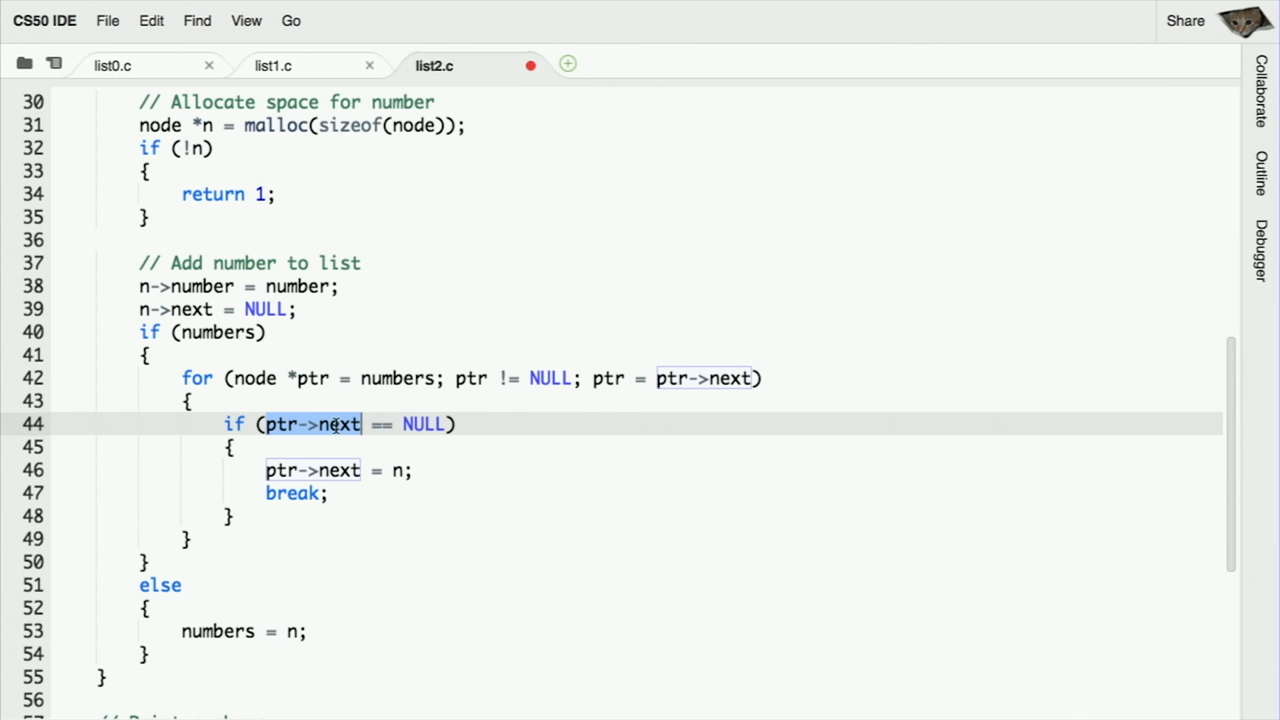 CS50 IDE File Edit Find View Go Share
list0.c × list1.c × list2.c
30 // Allocate space for number
31 node *n = malloc(sizeof(node));
32 if (!n)
33 {
34 return 1;
35 }
36
37 // Add number to list
38 n->number = number;
39 n->next = NULL;
40 if (numbers)
41 {
42 for (node *ptr = numbers; ptr != NULL; ptr = ptr->next)
43 {
44 if (ptr->next == NULL)
45 {
46 ptr->next = n;
47 break;
48 }
49 }
50 }
51 else
52 {
53 numbers = n;
54 }
55 }
56
Collaborate
Outline
Debugger